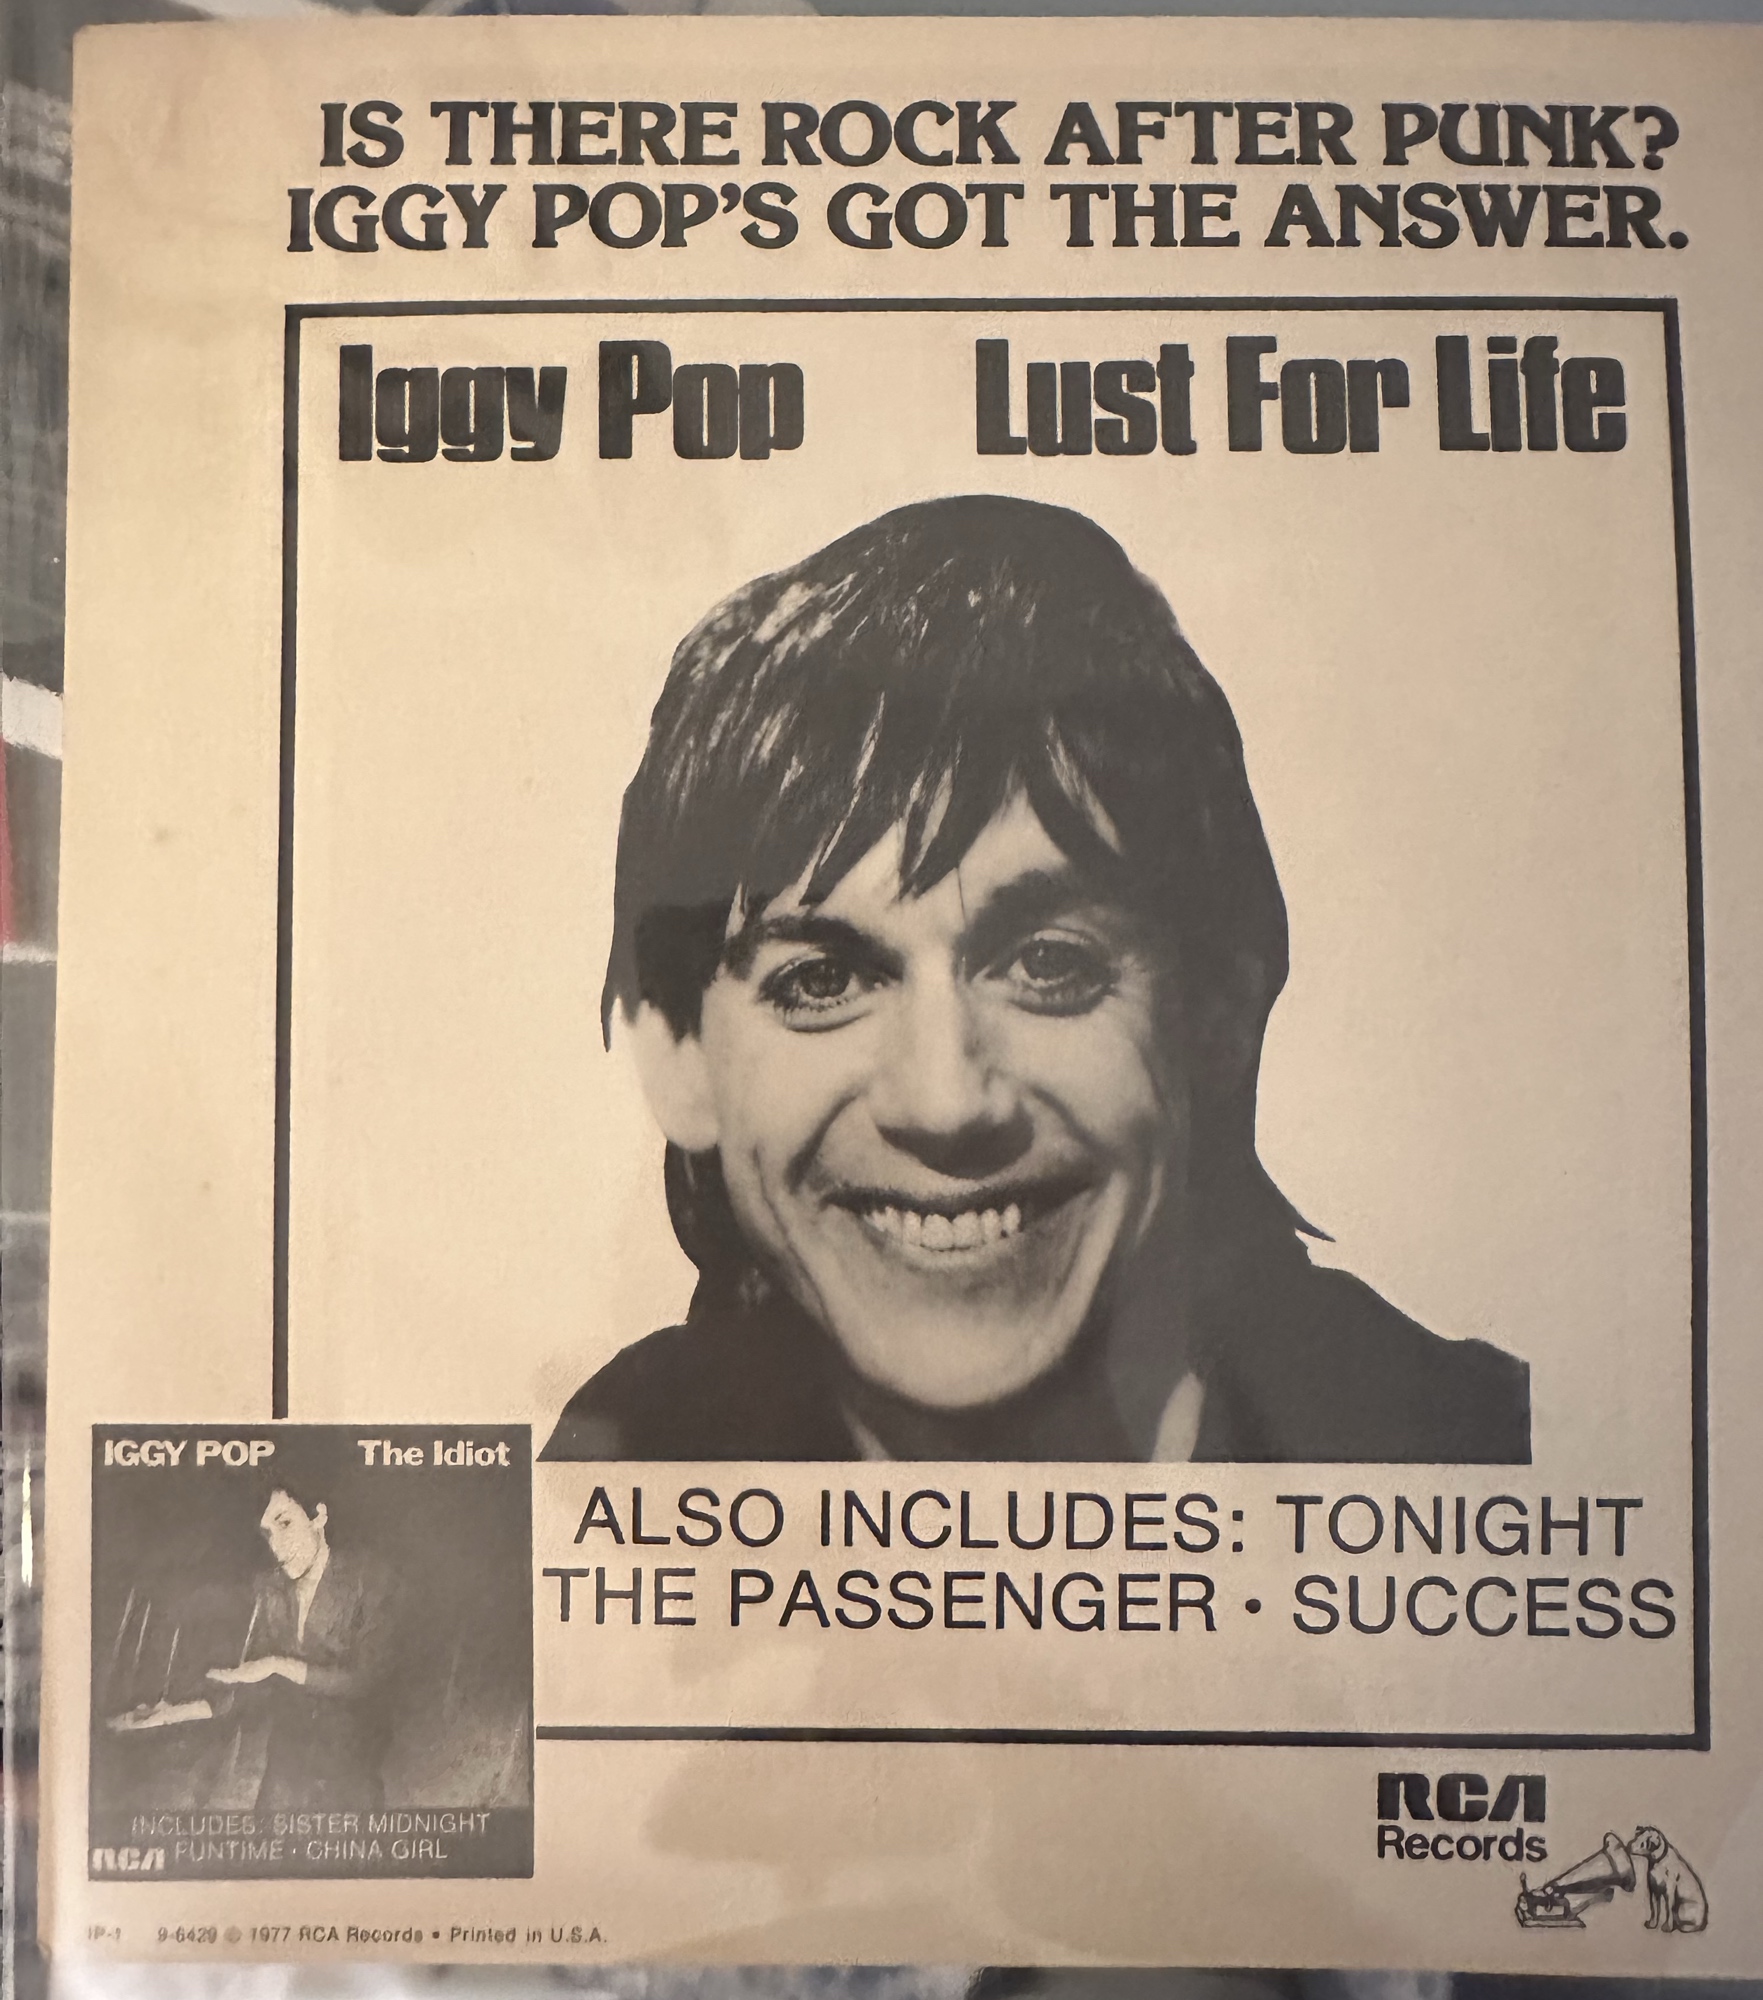 IS THERE ROCK AFTER PUNK?
IGGY POP'S GOT THE ANSWER.
Iggy Pop Lust For Life
IGGY POP The Idiot
ALSO INCLUDES: TONIGHT
THE PASSENGER • SUCCESS
INCLUDES: SISTER MIDNIGHT
FUNTIME • CHINA GIRL
RCA
RCA
Records
IP-1 9-6429 © 1977 RCA Records • Printed in U.S.A.